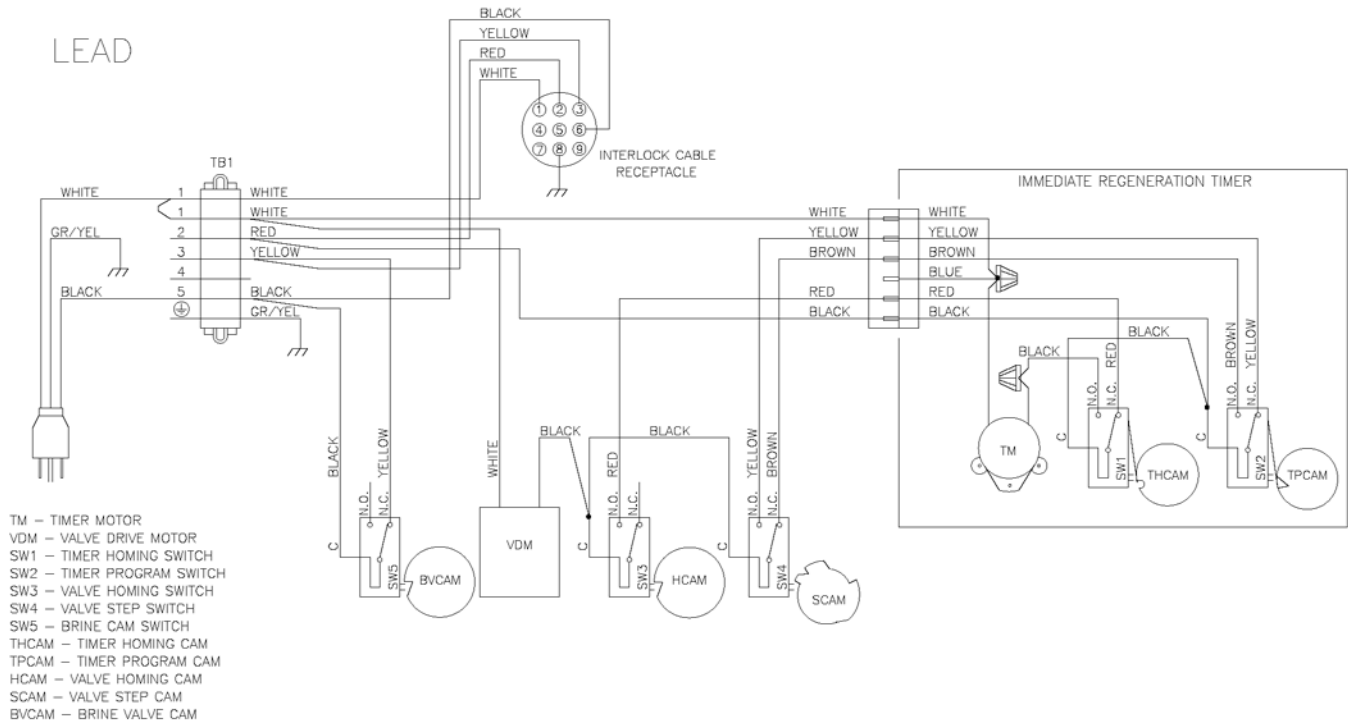 LEAD
BLACK
YELLOW
RED
WHITE
1 2 3
4 5 6
7 8 9
INTERLOCK CABLE
RECEPTACLE
TB1
WHITE 1 WHITE
1 WHITE
GR/YEL 2 RED
3 YELLOW
4
BLACK 5 BLACK
GR/YEL
IMMEDIATE REGENERATION TIMER
WHITE WHITE
YELLOW YELLOW
BROWN BROWN
BLUE
RED RED
BLACK BLACK
BLACK
BLACK
RED
BROWN
YELLOW
N.O.
N.C.
N.O.
N.C.
C
C
TM
SW1
THCAM
SW2
TPCAM
BLACK
YELLOW
WHITE
BLACK
RED
BLACK
YELLOW
BROWN
N.O.
N.C.
N.O.
N.C.
N.O.
N.C.
C
SW5
BVCAM
VDM
C
SW3
HCAM
C
SW4
SCAM
TM – TIMER MOTOR
VDM – VALVE DRIVE MOTOR
SW1 – TIMER HOMING SWITCH
SW2 – TIMER PROGRAM SWITCH
SW3 – VALVE HOMING SWITCH
SW4 – VALVE STEP SWITCH
SW5 – BRINE CAM SWITCH
THCAM – TIMER HOMING CAM
TPCAM – TIMER PROGRAM CAM
HCAM – VALVE HOMING CAM
SCAM – VALVE STEP CAM
BVCAM – BRINE VALVE CAM